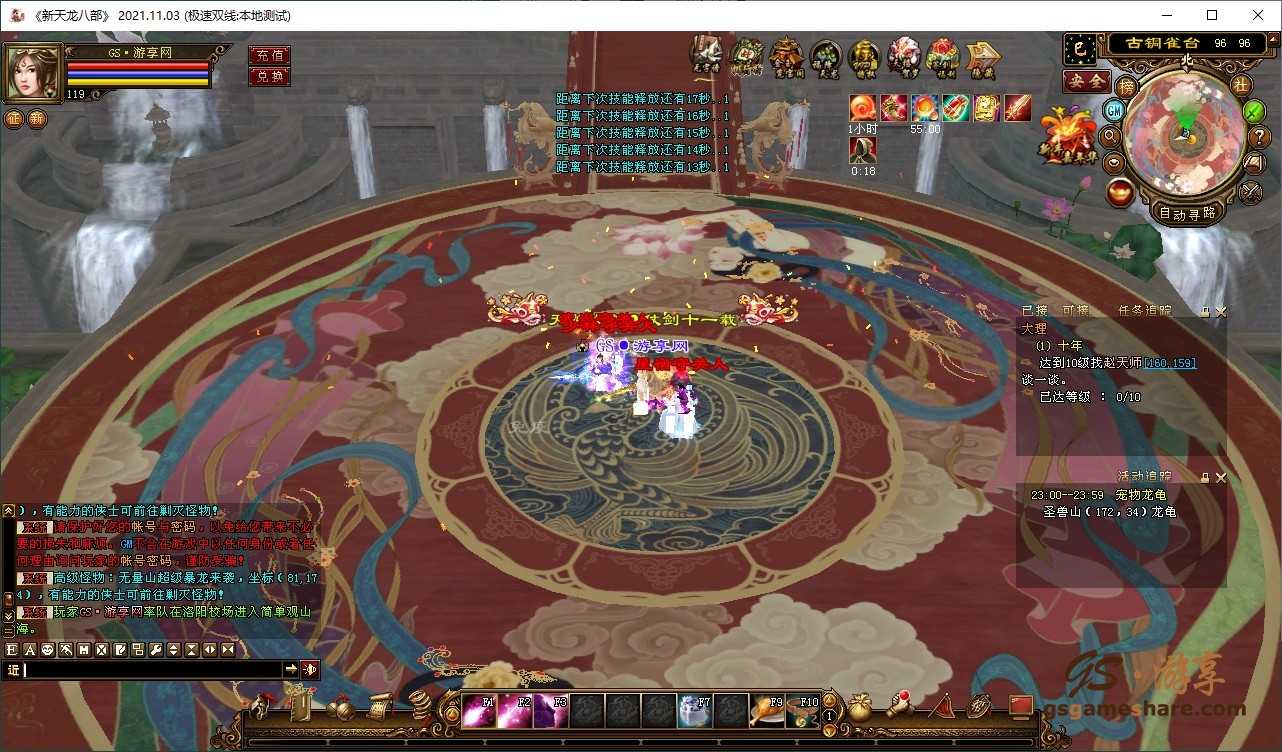 《新天龙八部》 2021.11.03 (极速双线:本地测试)
GS·游享网
119
充值
兑换
征 新
距离下次技能释放还有17秒..1
距离下次技能释放还有16秒..1
距离下次技能释放还有15秒..1
距离下次技能释放还有14秒..1
距离下次技能释放还有13秒..1
1小时
55:00
0:18
古铜雀台 96 96
安全
北
榜
社
GM
自动寻路
GS
游享网
免疫
已接 可接 任务追踪
大理
(1) 十年
达到10级找赵天师[160,159]
谈一谈。
已达等级 : 0/10
活动追踪
23:00--23:59 宠物龙龟
圣兽山(172,34)龙龟
),有能力的侠士可前往剿灭怪物!
系统 请保护好您的帐号与密码,以免给您带来不必
要的损失和麻烦。GM不会在游戏中以任何身份或者任
何理由询问玩家的帐号密码,谨防受骗!
系统 高级怪物:无量山超级暴龙来袭,坐标(81,17
4),有能力的侠士可前往剿灭怪物!
系统 玩家GS·游享网率队在洛阳校场进入简单观山
海。
近
F1 F2 F3 F7 F9 F10
1
GS·游享
gsgameshare.com